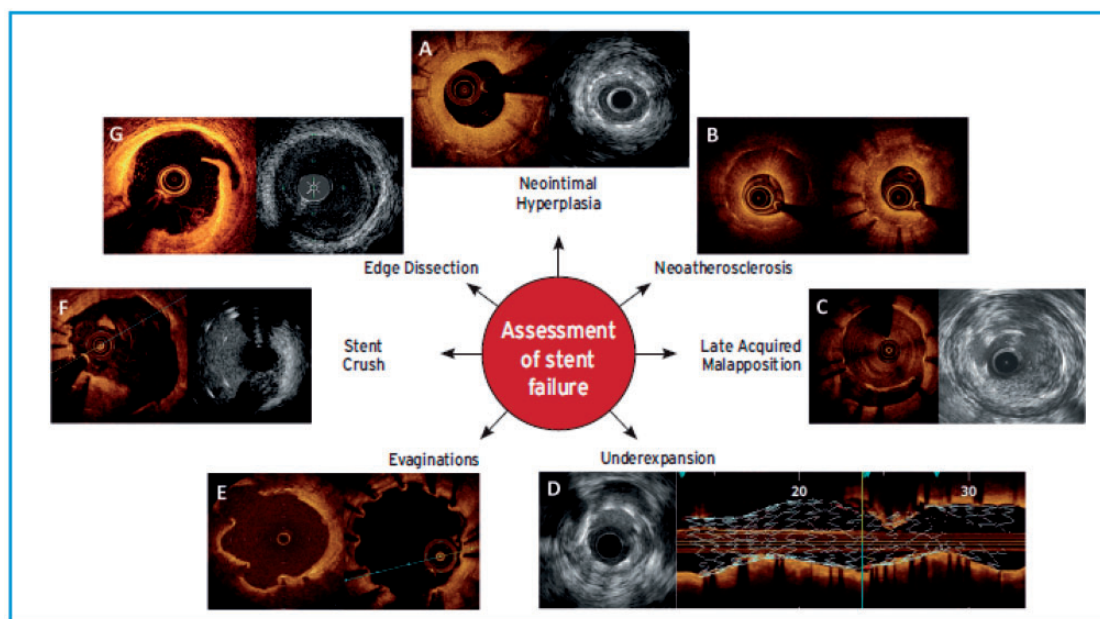 A
Neointimal
Hyperplasia
B
Neoatherosclerosis
C
Late Acquired
Malapposition
D
20
30
Underexpansion
E
Evaginations
F
Stent
Crush
G
Edge Dissection
Assessment
of stent
failure